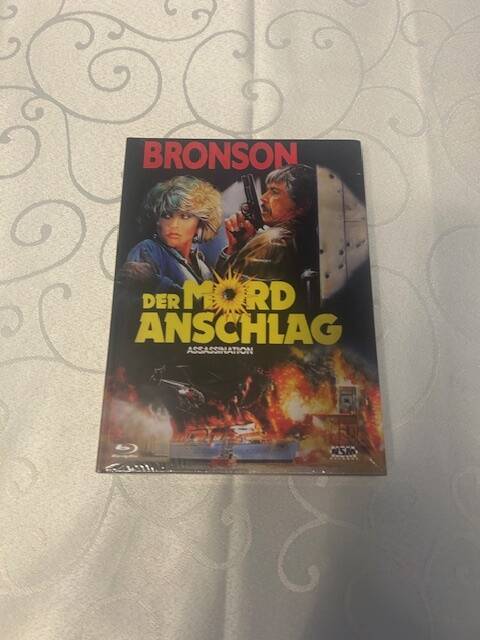 BRONSON
DER MORD
ANSCHLAG
ASSASSINATION